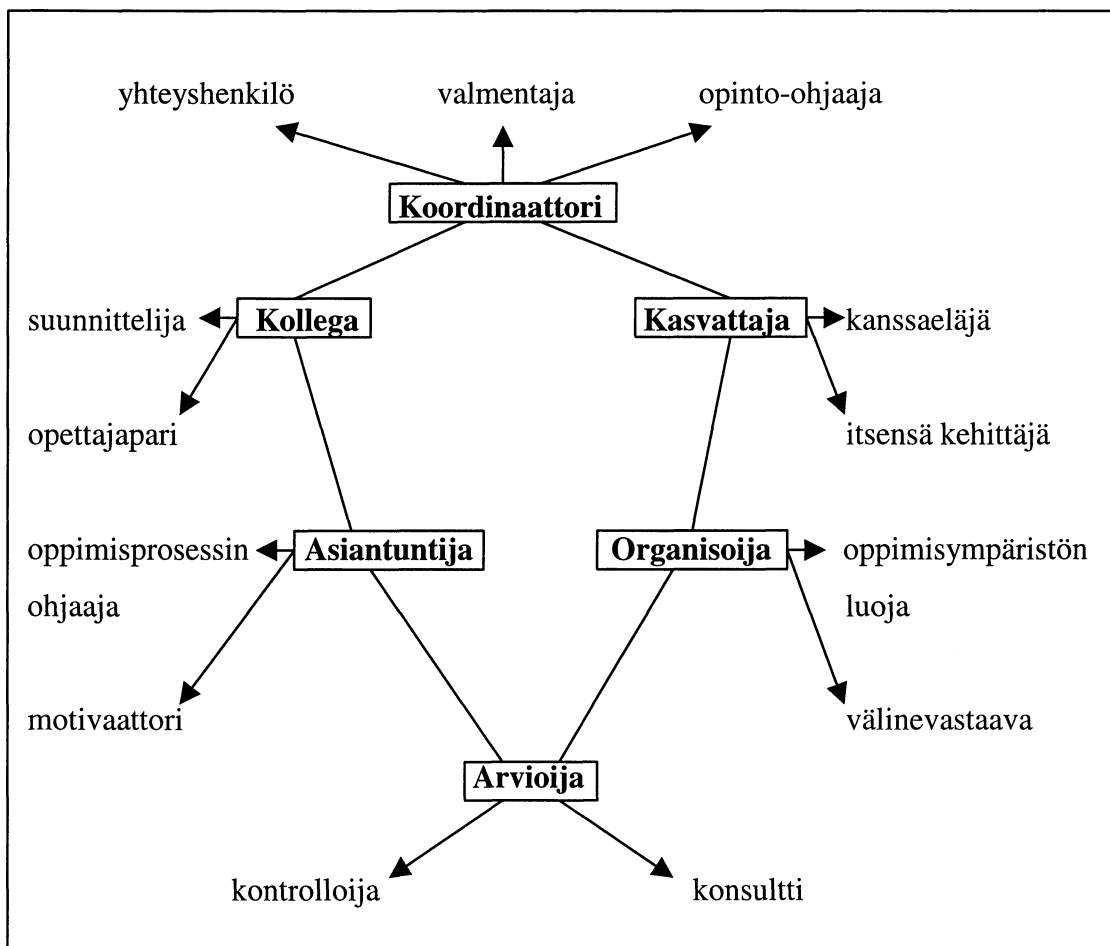 yhteyshenkilö valmentaja opinto-ohjaaja
Koordinaattori
suunnittelija Kollega Kasvattaja kanssaeläjä
opettajapari itsensä kehittäjä
oppimisprosessin Asiantuntija Organisoija oppimisympäristön
ohjaaja luoja
motivaattori välinevastaava
Arvioija
kontrolloija konsultti